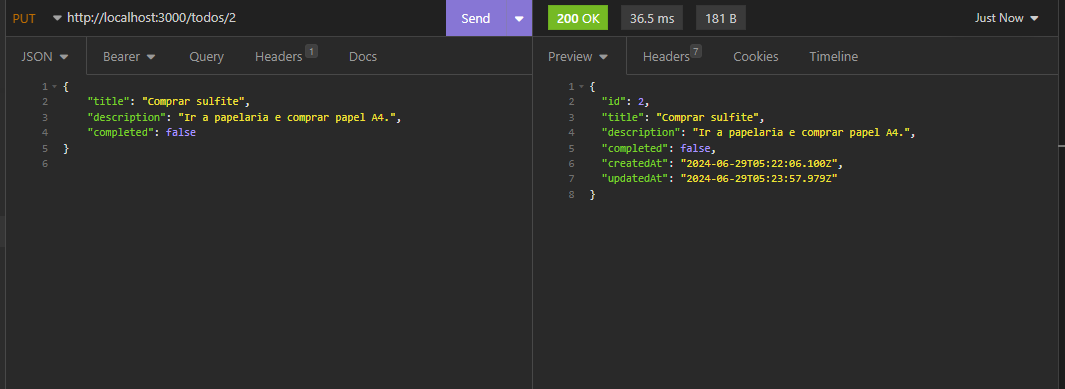 PUT http://localhost:3000/todos/2 Send
JSON Bearer Query Headers 1 Docs
1 {
2 "title": "Comprar sulfite",
3 "description": "Ir a papelaria e comprar papel A4.",
4 "completed": false
5 }
6
200 OK 36.5 ms 181 B Just Now
Preview Headers 7 Cookies Timeline
1 {
2 "id": 2,
3 "title": "Comprar sulfite",
4 "description": "Ir a papelaria e comprar papel A4.",
5 "completed": false,
6 "createdAt": "2024-06-29T05:22:06.100Z",
7 "updatedAt": "2024-06-29T05:23:57.979Z"
8 }